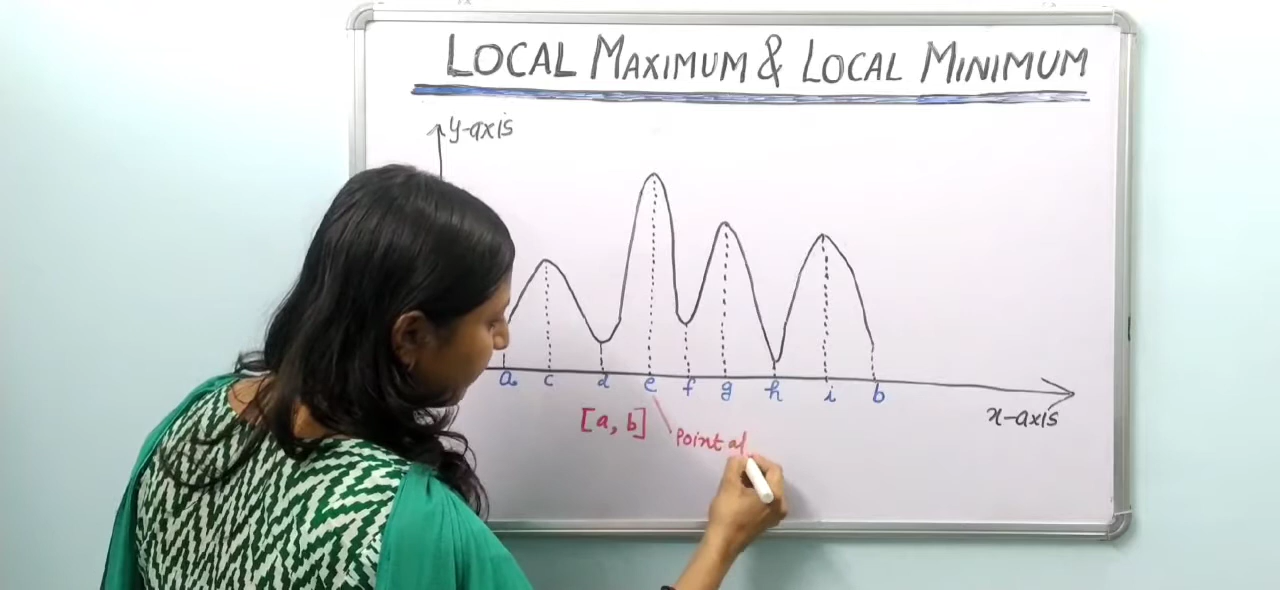 LOCAL MAXIMUM & LOCAL MINIMUM
y-axis
a c d e f g h i b
x-axis
[a, b]
Point of